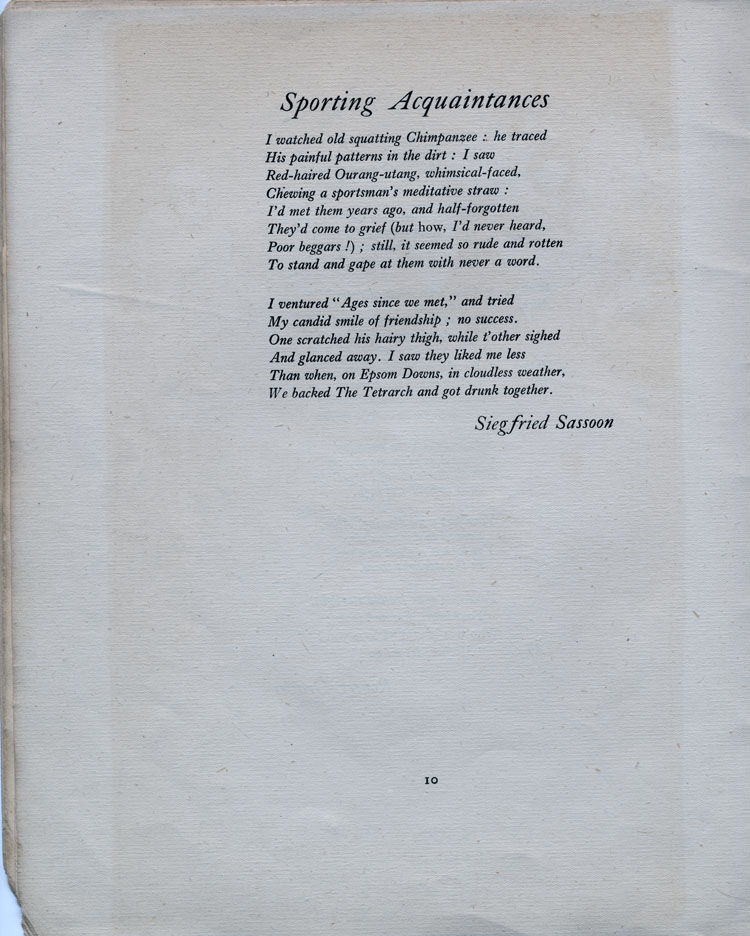 Sporting Acquaintances
I watched old squatting Chimpanzee : he traced
His painful patterns in the dirt : I saw
Red-haired Ourang-utang, whimsical-faced,
Chewing a sportsman's meditative straw :
I'd met them years ago, and half-forgotten
They'd come to grief (but how, I'd never heard,
Poor beggars !) ; still, it seemed so rude and rotten
To stand and gape at them with never a word.
I ventured "Ages since we met," and tried
My candid smile of friendship ; no success.
One scratched his hairy thigh, while t'other sighed
And glanced away. I saw they liked me less
Than when, on Epsom Downs, in cloudless weather,
We backed The Tetrarch and got drunk together.
Siegfried Sassoon
10